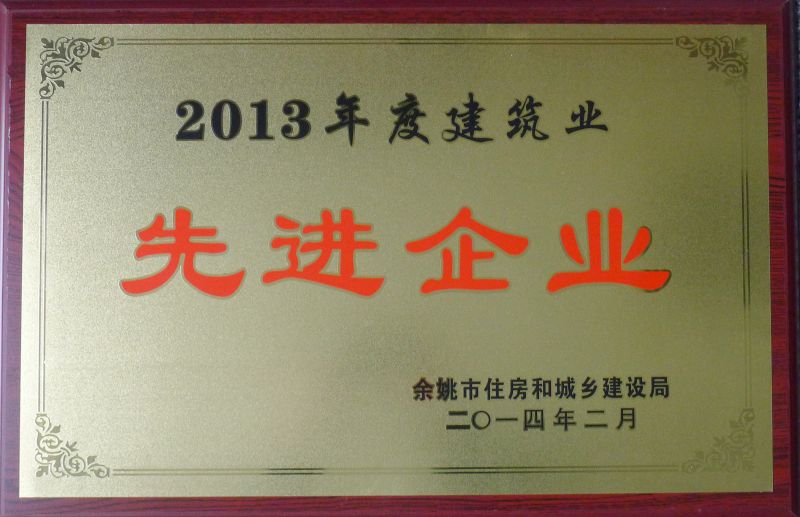 2013年度建筑业
先进企业
余姚市住房和城乡建设局
二〇一四年二月